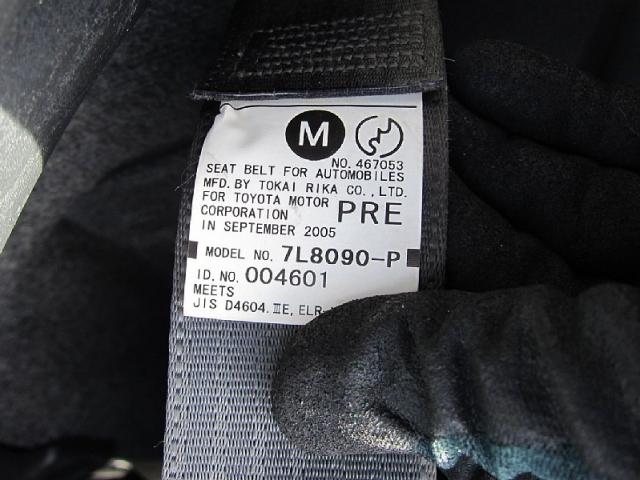 M
NO. 467053
SEAT BELT FOR AUTOMOBILES
MFD. BY TOKAI RIKA CO., LTD.
FOR TOYOTA MOTOR
CORPORATION PRE
IN SEPTEMBER 2005
MODEL NO. 7L8090-P
ID. NO. 004601
MEETS
JIS D4604. ⅢE, ELR